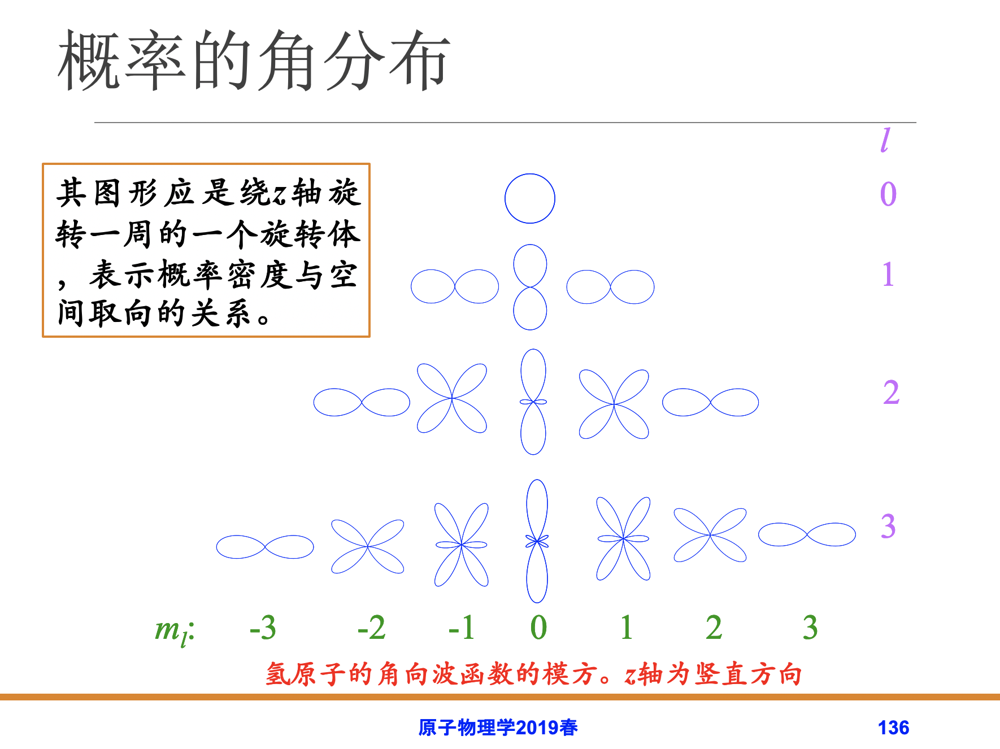 概率的角分布
l
其图形应是绕z轴旋
转一周的一个旋转体
，表示概率密度与空
间取向的关系。
0
1
2
3
m_l: -3 -2 -1 0 1 2 3
氢原子的角向波函数的模方。z轴为竖直方向
原子物理学2019春 136